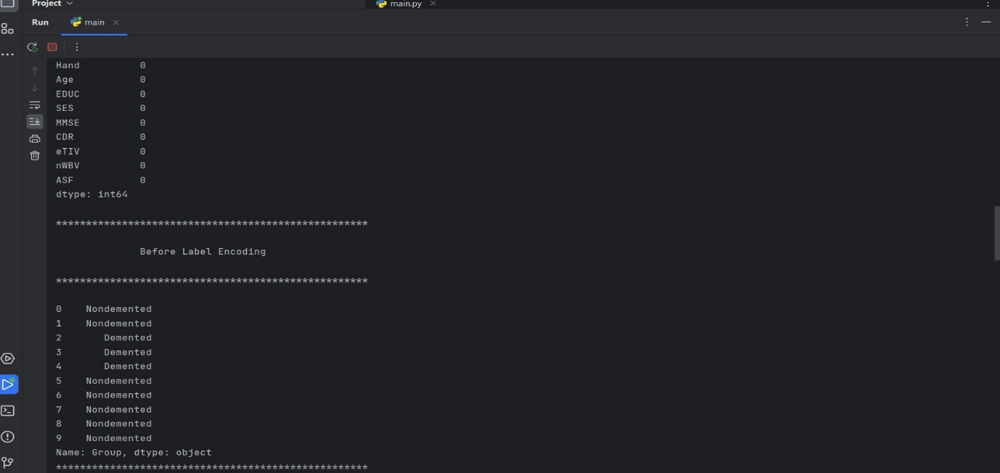 Project
main.py
Run main
Hand 0
Age 0
EDUC 0
SES 0
MMSE 0
CDR 0
eTIV 0
nWBV 0
ASF 0
dtype: int64
****************************************************
Before Label Encoding
****************************************************
0 Nondemented
1 Nondemented
2 Demented
3 Demented
4 Demented
5 Nondemented
6 Nondemented
7 Nondemented
8 Nondemented
9 Nondemented
Name: Group, dtype: object
****************************************************